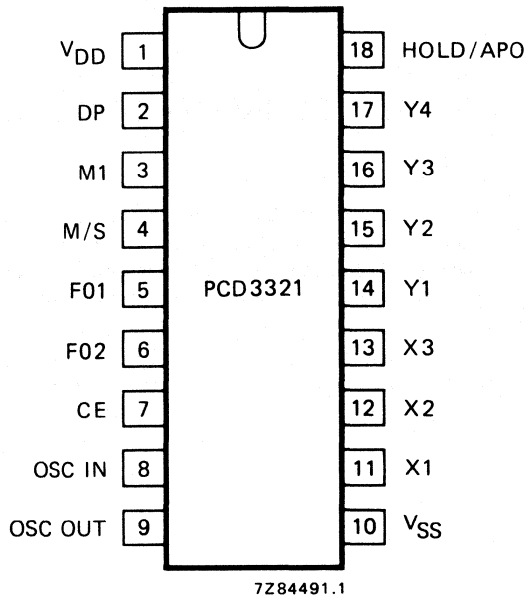 VDD 1 18 HOLD/APO
DP 2 17 Y4
M1 3 16 Y3
M/S 4 15 Y2
F01 5 PCD3321 14 Y1
F02 6 13 X3
CE 7 12 X2
OSC IN 8 11 X1
OSC OUT 9 10 VSS
7Z84491.1